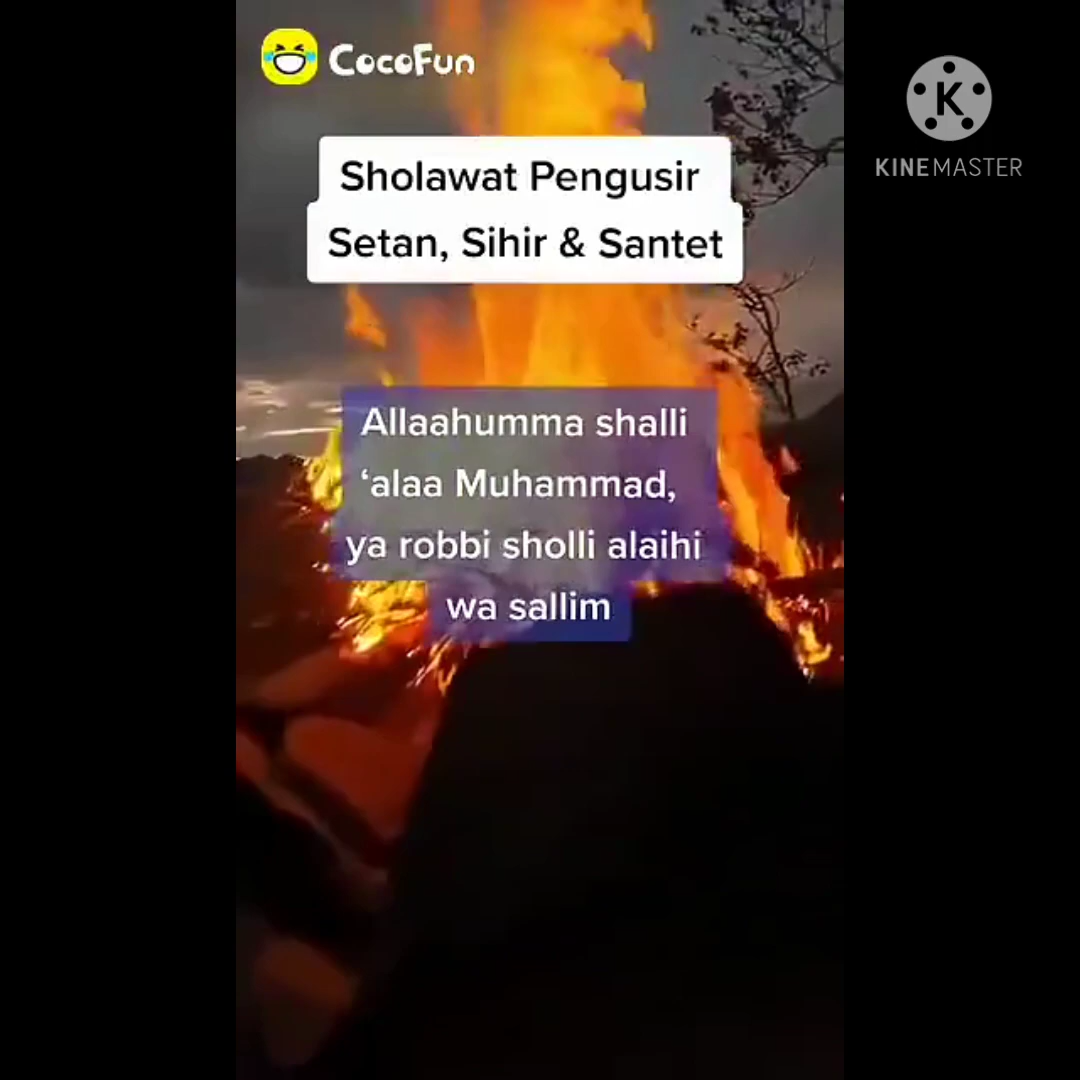 CocoFun
KINEMASTER
Sholawat Pengusir
Setan, Sihir & Santet
Allaahumma shalli
‘alaa Muhammad,
ya robbi sholli alaihi
wa sallim